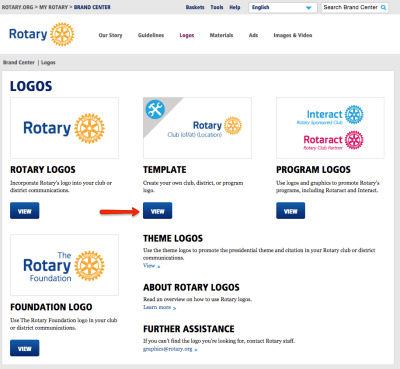 ROTARY.ORG > MY ROTARY > BRAND CENTER
Baskets Tools Help English Search Brand Center
Rotary
Our Story Guidelines Logos Materials Ads Images & Video
Brand Center | Logos
LOGOS
Rotary
Rotary
Club (of/at) (Location)
Interact
Rotary Sponsored Club
Rotaract
Rotary Club Partner
ROTARY LOGOS
Incorporate Rotary's logo into your club or
district communications.
VIEW
TEMPLATE
Create your own club, district, or program
logo.
VIEW
PROGRAM LOGOS
Use logos and graphics to promote Rotary's
programs, including Rotaract and Interact.
VIEW
The
Rotary
Foundation
FOUNDATION LOGO
Use The Rotary Foundation logo in your club
or district communications.
VIEW
THEME LOGOS
Use the theme logos to promote the presidential theme and citation in your Rotary club or district
communications.
View »
ABOUT ROTARY LOGOS
Read an overview on how to use Rotary logos.
Learn more »
FURTHER ASSISTANCE
If you can't find the logo you're looking for, contact Rotary staff.
graphics@rotary.org »